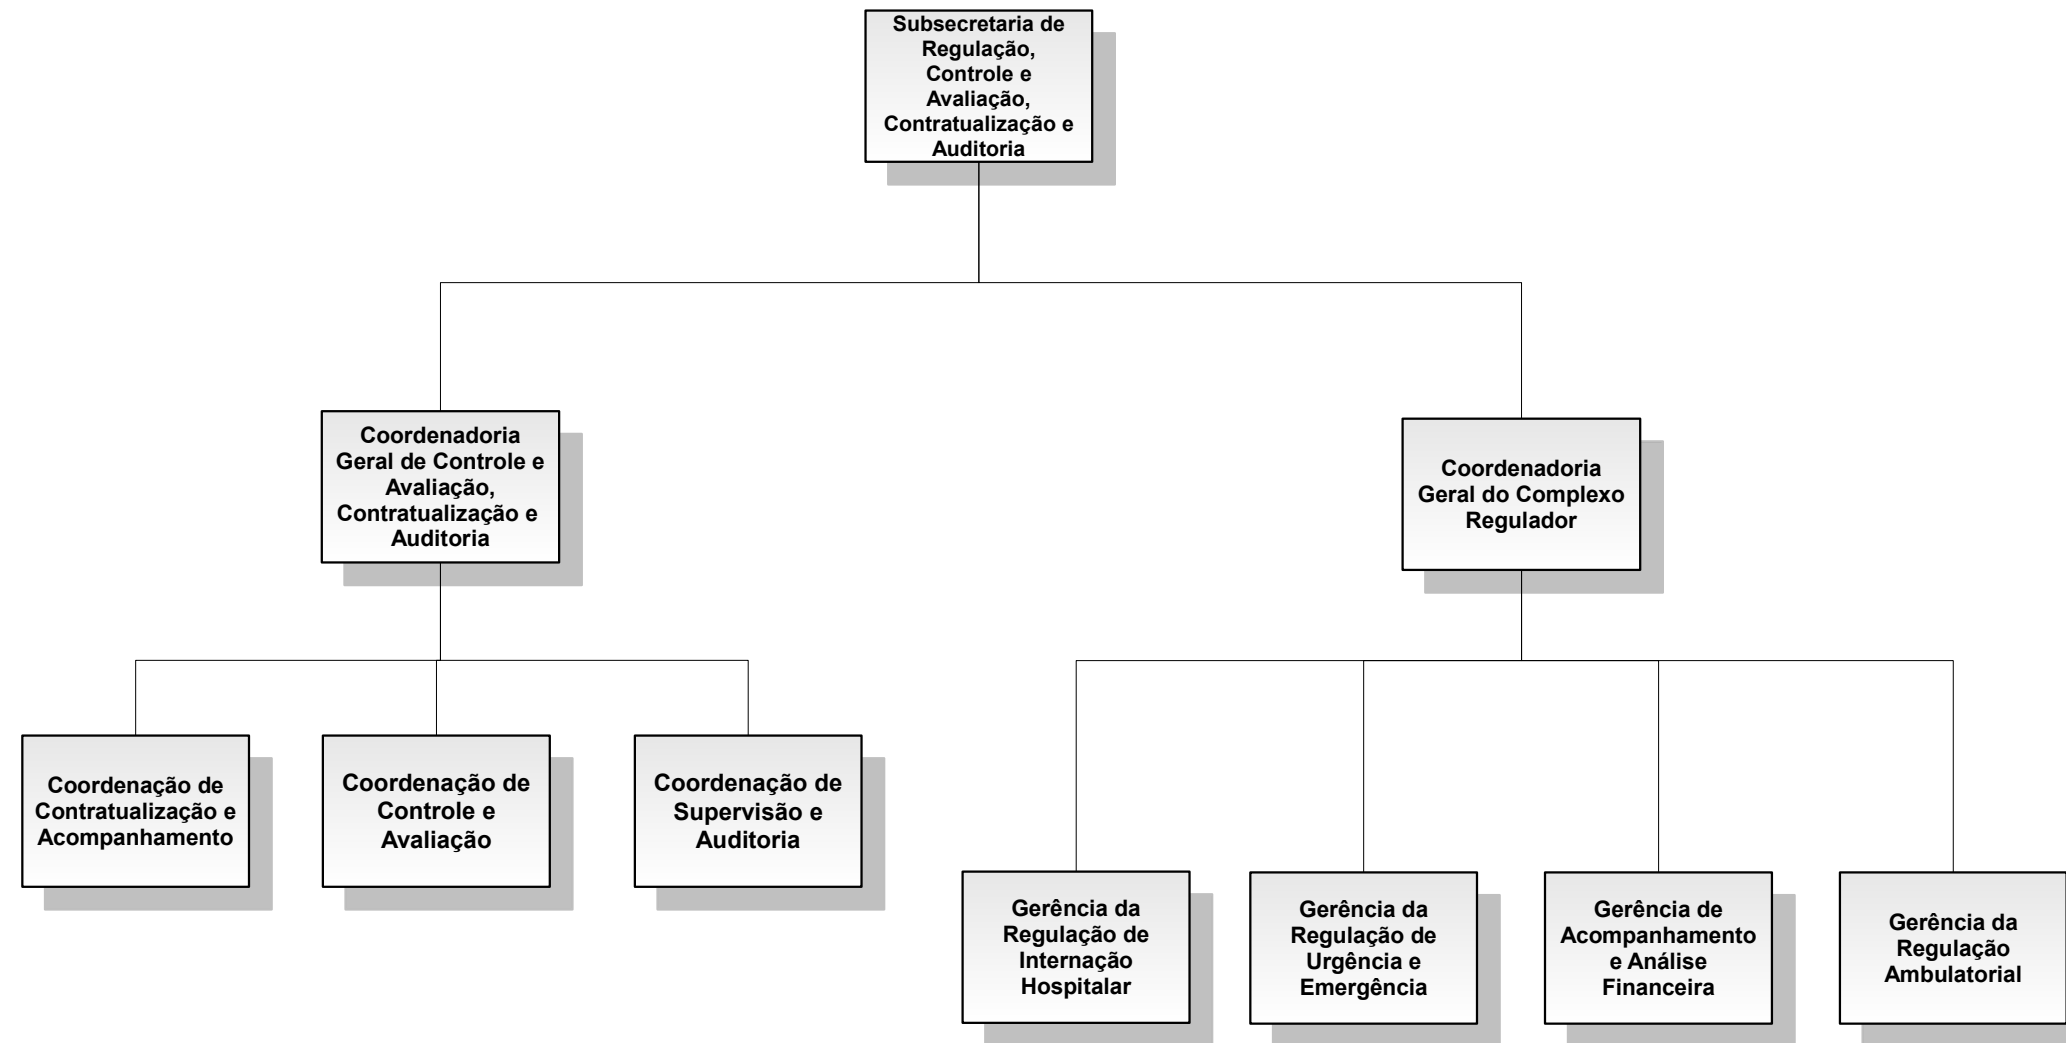 Subsecretaria de
Regulação,
Controle e
Avaliação,
Contratualização e
Auditoria
Coordenadoria
Geral de Controle e
Avaliação,
Contratualização e
Auditoria
Coordenadoria
Geral do Complexo
Regulador
Coordenação de
Contratualização e
Acompanhamento
Coordenação de
Controle e
Avaliação
Coordenação de
Supervisão e
Auditoria
Gerência da
Regulação de
Internação
Hospitalar
Gerência da
Regulação de
Urgência e
Emergência
Gerência de
Acompanhamento
e Análise
Financeira
Gerência da
Regulação
Ambulatorial